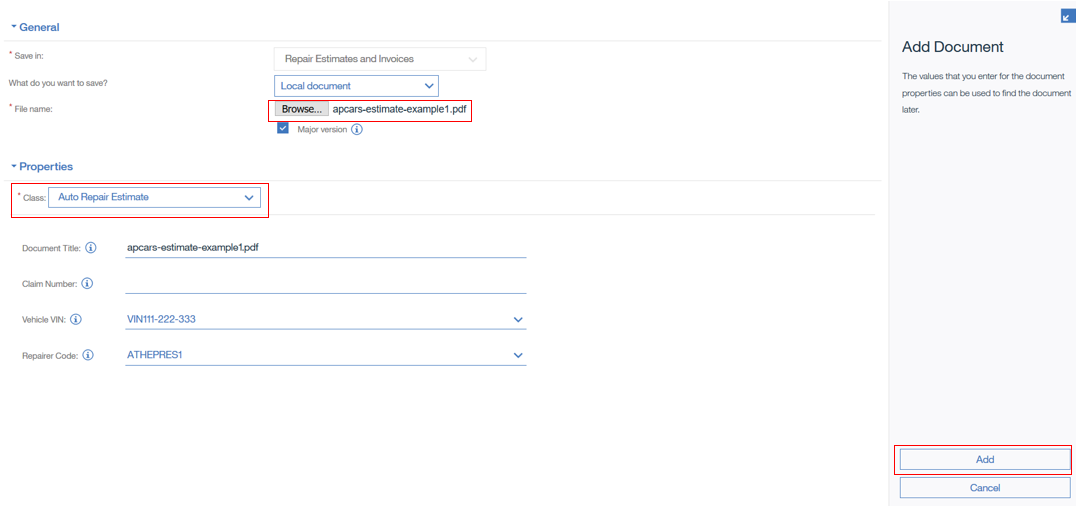 General
* Save in:
Repair Estimates and Invoices
What do you want to save?
Local document
* File name:
Browse... apcars-estimate-example1.pdf
Major version
Properties
* Class: Auto Repair Estimate
Document Title: apcars-estimate-example1.pdf
Claim Number:
Vehicle VIN: VIN111-222-333
Repairer Code: ATHEPRES1
Add Document
The values that you enter for the document
properties can be used to find the document
later.
Add
Cancel